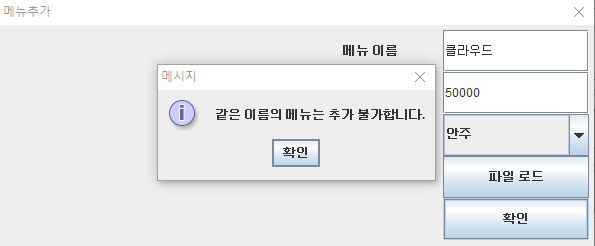 메뉴추가
메뉴 이름
클라우드
메시지
같은 이름의 메뉴는 추가 불가합니다.
확인
50000
안주
파일 로드
확인